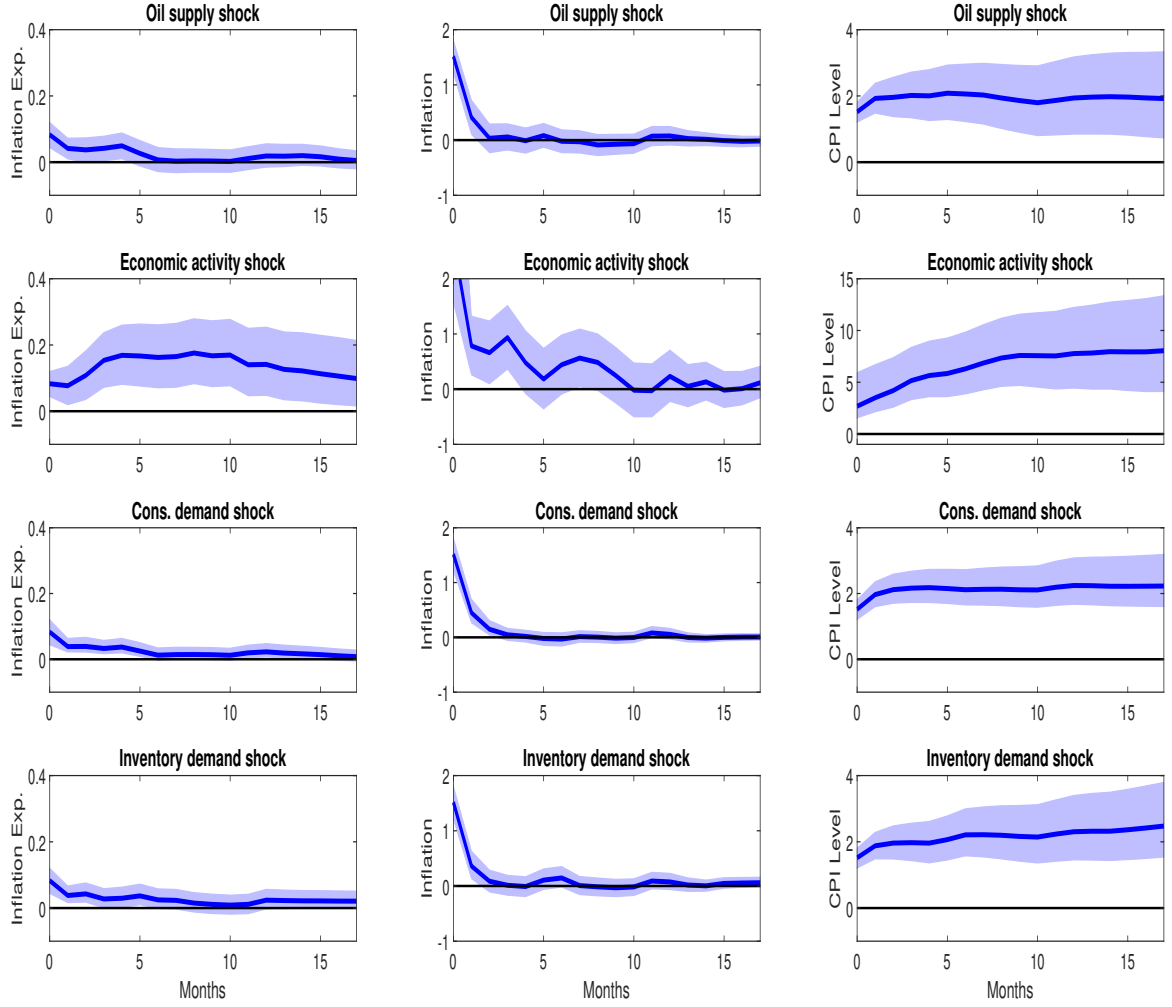 Oil supply shock
Inflation Exp.
0.4
0.2
0
0 5 10 15
Oil supply shock
Inflation
2
1
0
-1
0 5 10 15
Oil supply shock
CPI Level
4
2
0
0 5 10 15
Economic activity shock
Inflation Exp.
0.4
0.2
0
0 5 10 15
Economic activity shock
Inflation
2
1
0
-1
0 5 10 15
Economic activity shock
CPI Level
15
10
5
0
0 5 10 15
Cons. demand shock
Inflation Exp.
0.4
0.2
0
0 5 10 15
Cons. demand shock
Inflation
2
1
0
-1
0 5 10 15
Cons. demand shock
CPI Level
4
2
0
0 5 10 15
Inventory demand shock
Inflation Exp.
0.4
0.2
0
0 5 10 15
Months
Inventory demand shock
Inflation
2
1
0
-1
0 5 10 15
Months
Inventory demand shock
CPI Level
4
2
0
0 5 10 15
Months